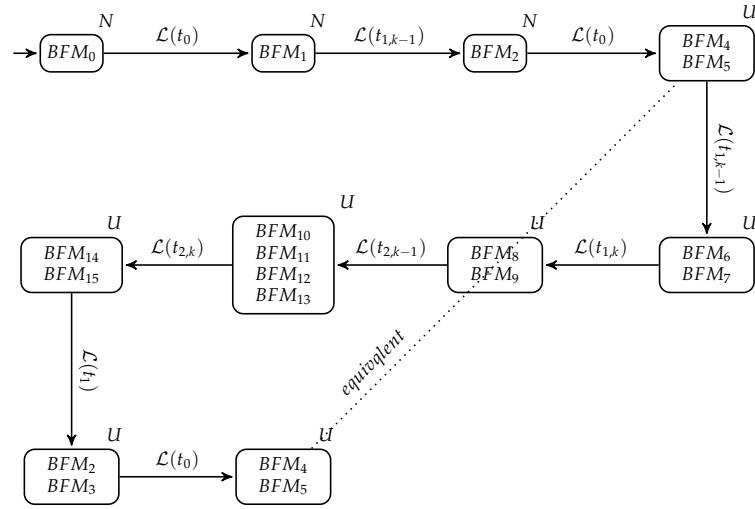 N
N
U
BFM₀
ℒ(t₀)
BFM₁
ℒ(t₁,ₖ₋₁)
BFM₂
ℒ(t₀)
BFM₄
BFM₅
ℒ(t₁,ₖ₋₁)
U
U
U
U
BFM₁₄
BFM₁₅
ℒ(t₂,ₖ)
BFM₁₀
BFM₁₁
BFM₁₂
BFM₁₃
ℒ(t₂,ₖ₋₁)
BFM₈
BFM₉
ℒ(t₁,ₖ)
BFM₆
BFM₇
equivqlent
ℒ(t₁)
U
U
BFM₂
BFM₃
ℒ(t₀)
BFM₄
BFM₅